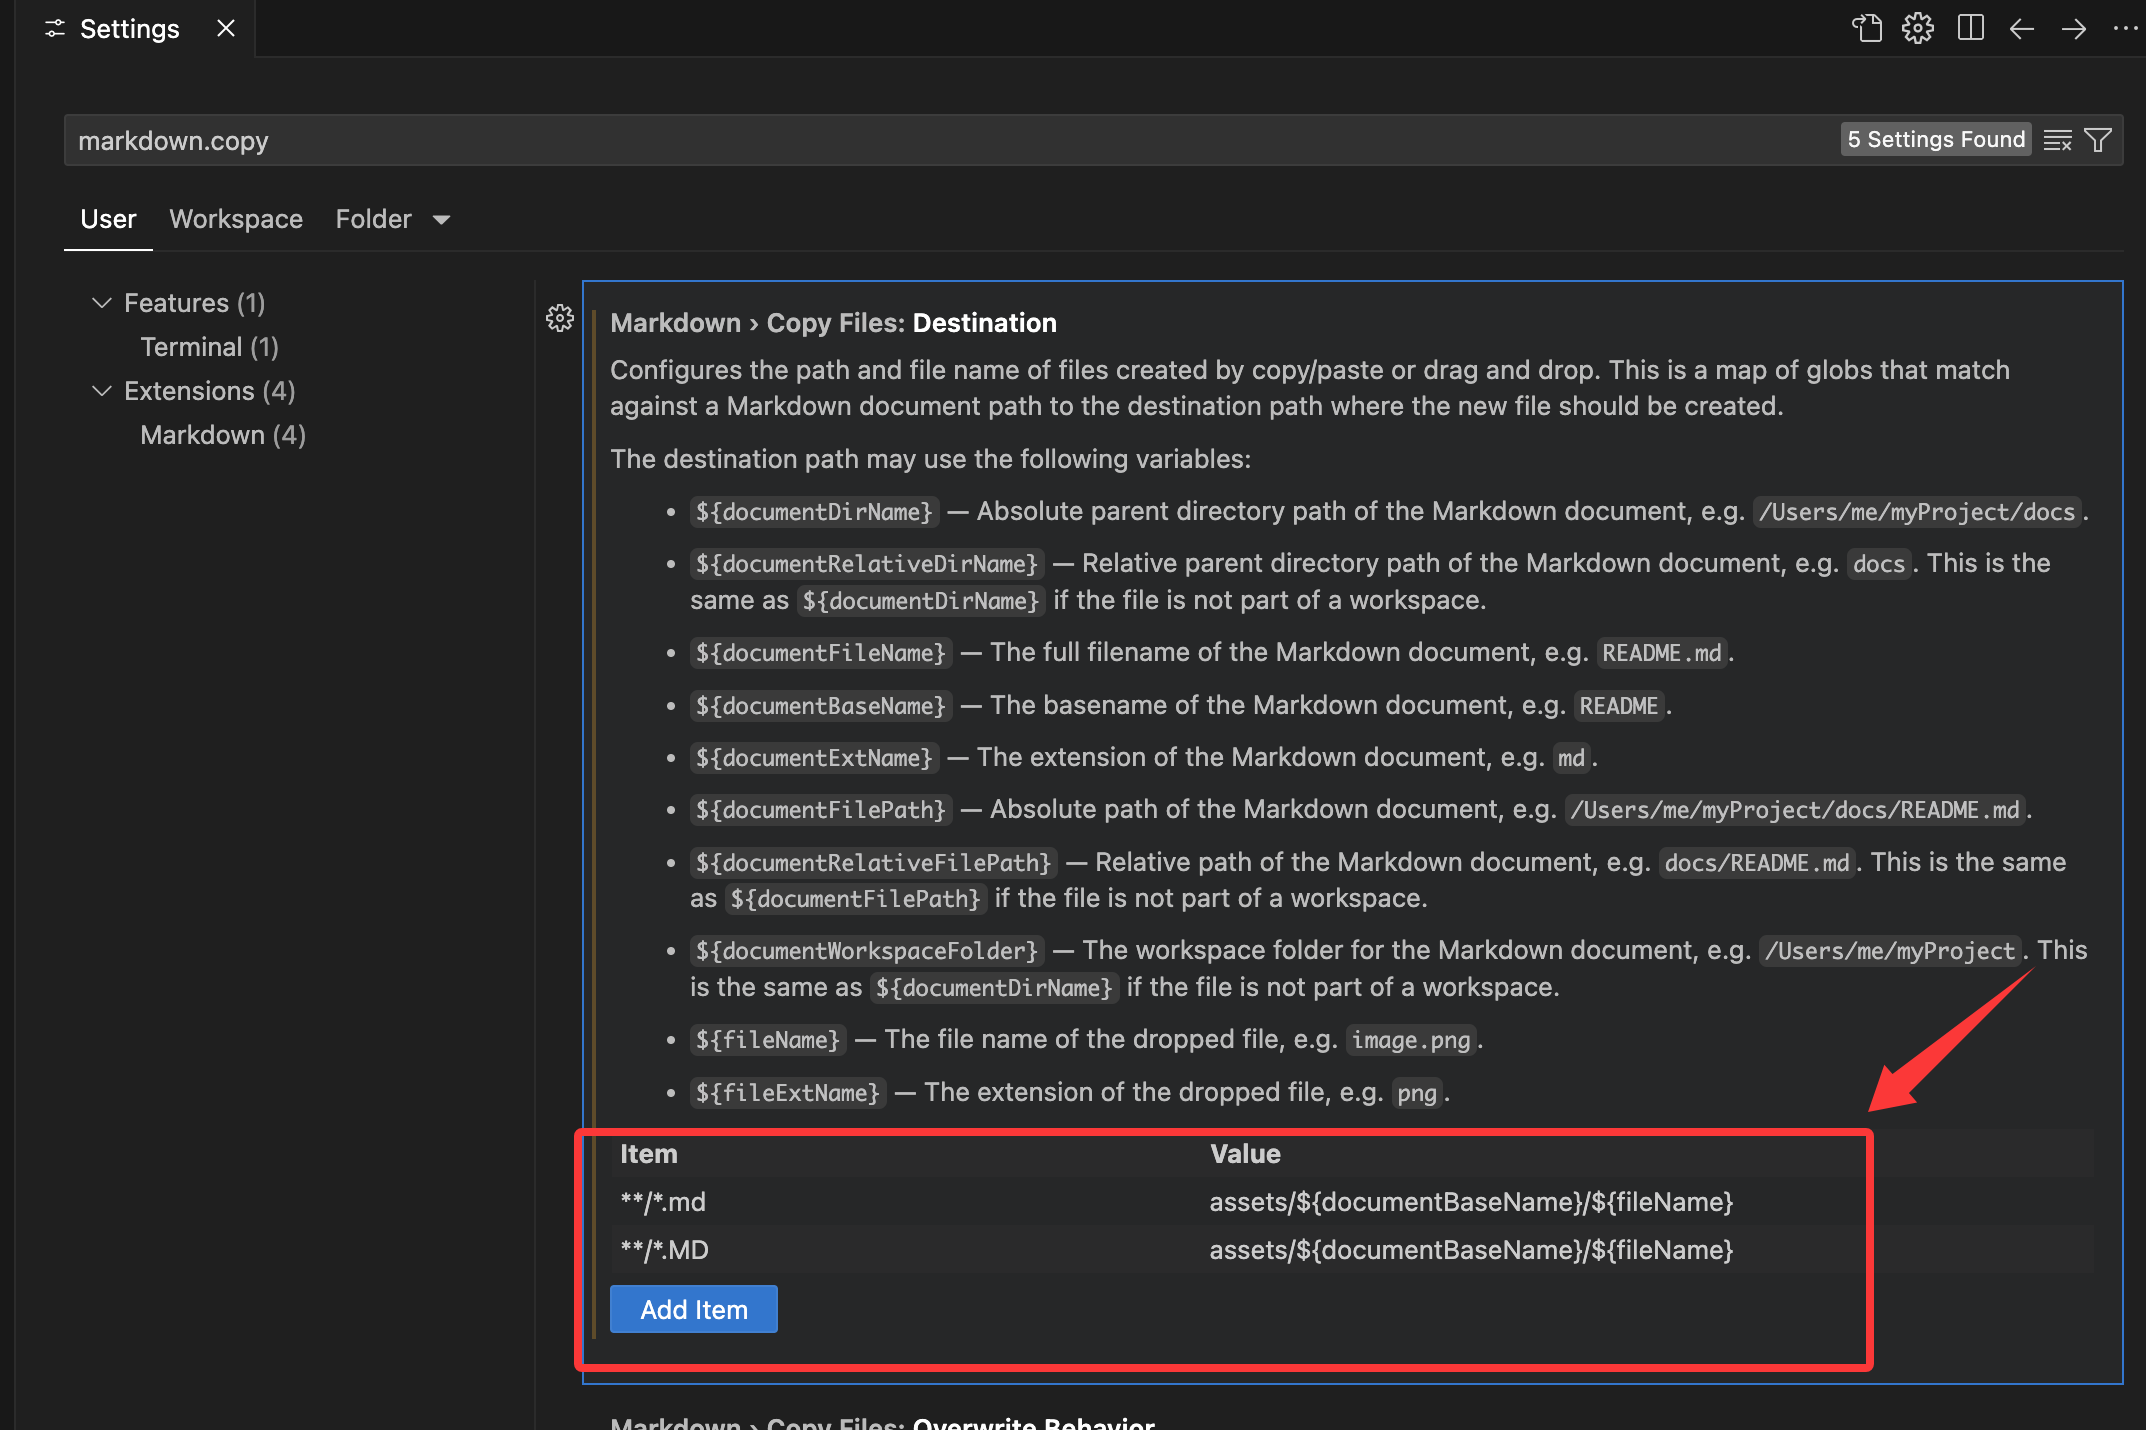 Settings
markdown.copy
5 Settings Found
User Workspace Folder
Features (1)
Terminal (1)
Extensions (4)
Markdown (4)
Markdown › Copy Files: Destination
Configures the path and file name of files created by copy/paste or drag and drop. This is a map of globs that match
against a Markdown document path to the destination path where the new file should be created.
The destination path may use the following variables:
• ${documentDirName} — Absolute parent directory path of the Markdown document, e.g. /Users/me/myProject/docs.
• ${documentRelativeDirName} — Relative parent directory path of the Markdown document, e.g. docs. This is the
same as ${documentDirName} if the file is not part of a workspace.
• ${documentFileName} — The full filename of the Markdown document, e.g. README.md.
• ${documentBaseName} — The basename of the Markdown document, e.g. README.
• ${documentExtName} — The extension of the Markdown document, e.g. md.
• ${documentFilePath} — Absolute path of the Markdown document, e.g. /Users/me/myProject/docs/README.md.
• ${documentRelativeFilePath} — Relative path of the Markdown document, e.g. docs/README.md. This is the same
as ${documentFilePath} if the file is not part of a workspace.
• ${documentWorkspaceFolder} — The workspace folder for the Markdown document, e.g. /Users/me/myProject. This
is the same as ${documentDirName} if the file is not part of a workspace.
• ${fileName} — The file name of the dropped file, e.g. image.png.
• ${fileExtName} — The extension of the dropped file, e.g. png.
Item Value
**/*.md assets/${documentBaseName}/${fileName}
**/*.MD assets/${documentBaseName}/${fileName}
Add Item
Markdown › Copy Files: Overwrite Behavior